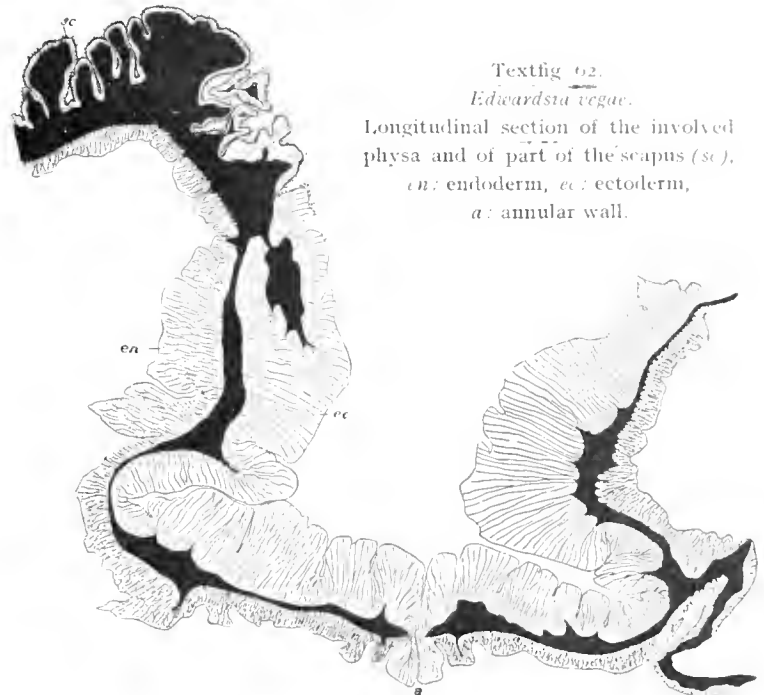 sc
Textfig 62.
Edwardsia vegae.
Longitudinal section of the involved
physa and of part of the scapus (sc),
en: endoderm, ec: ectoderm,
a: annular wall.
en
ec
a